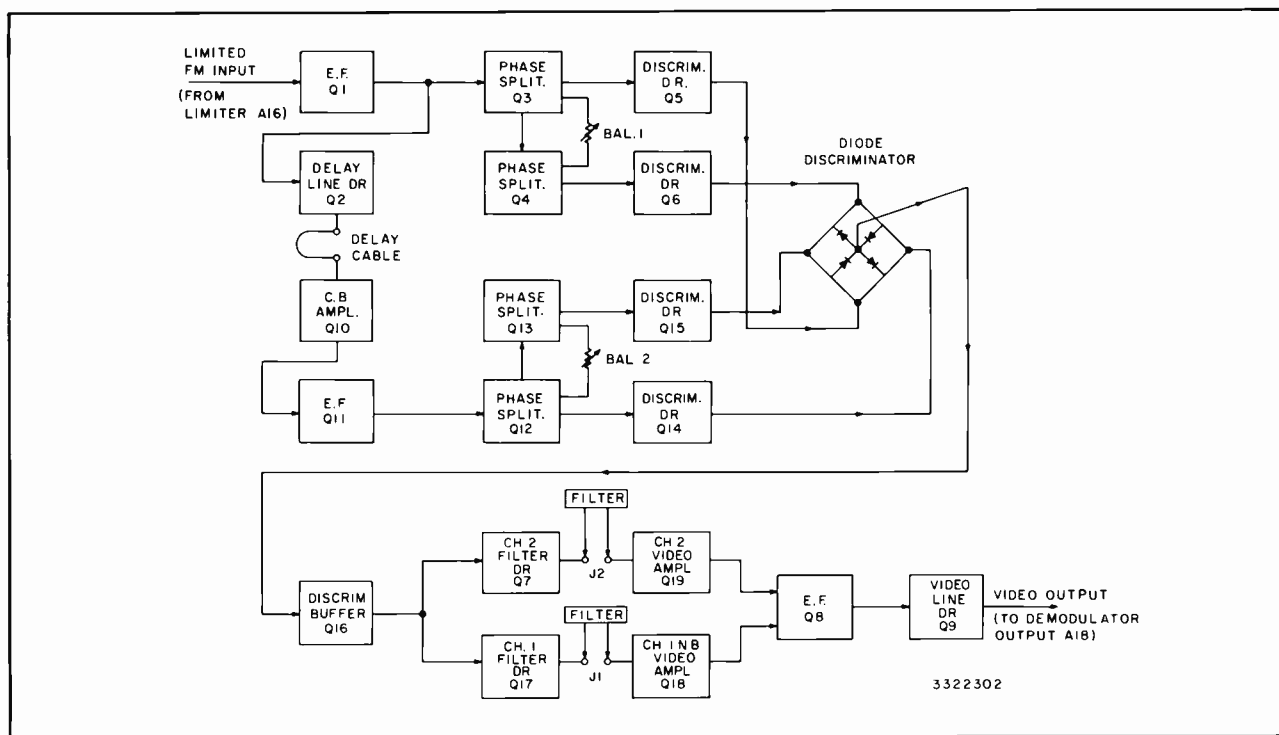 LIMITED
FM INPUT
(FROM
LIMITER A16)
E.F.
Q1
PHASE
SPLIT.
Q3
DISCRIM.
DR.
Q5
BAL. 1
DELAY
LINE DR
Q2
PHASE
SPLIT.
Q4
DISCRIM.
DR
Q6
DIODE
DISCRIMINATOR
DELAY
CABLE
C.B
AMPL.
Q10
PHASE
SPLIT.
Q13
DISCRIM.
DR
Q15
BAL 2
E.F
Q11
PHASE
SPLIT.
Q12
DISCRIM.
DR
Q14
FILTER
CH 2
FILTER
DR
Q7
J2
CH 2
VIDEO
AMPL
Q19
DISCRIM
BUFFER
Q16
E.F.
Q8
VIDEO
LINE
DR
Q9
VIDEO OUTPUT
(TO DEMODULATOR
OUTPUT A18)
FILTER
CH. 1
FILTER
DR
Q17
J1
CH 1 NB
VIDEO
AMPL
Q18
3322302